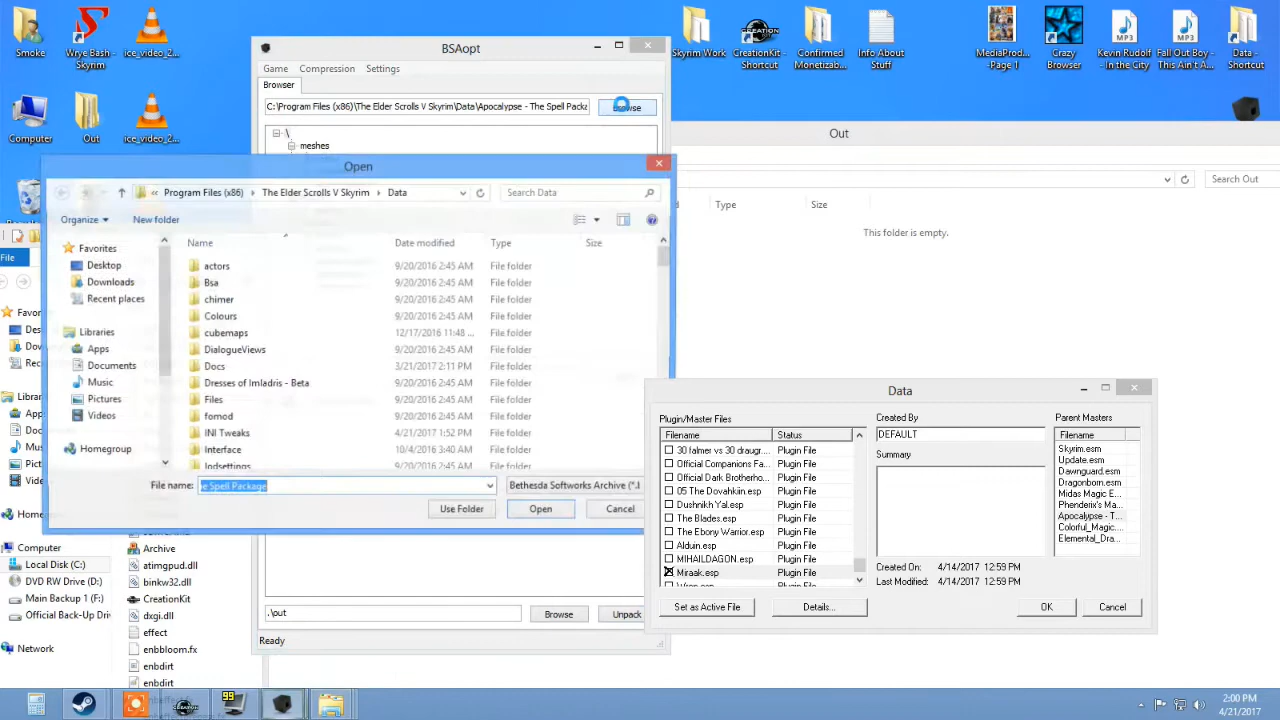 Smoke
Wrye Bash -
Skyrim
ice_video_2...
Skyrim Work
CreationKit -
Shortcut
Confirmed
Monetizab...
Info About
Stuff
MediaProd...
-Page 1
Crazy
Browser
Kevin Rudolf
- In the City
Fall Out Boy -
This Ain't A...
Data -
Shortcut
Computer
Out
ice_video_2...
BSAopt
Game Compression Settings
Browser
C:\Program Files (x86)\The Elder Scrolls V Skyrim\Data\Apocalypse - The Spell Packa
Browse
\
meshes
Out
Search Out
Type
Size
This folder is empty.
Open
Program Files (x86)
The Elder Scrolls V Skyrim
Data
Search Data
Organize
New folder
Favorites
Desktop
Downloads
Recent places
Libraries
Apps
Documents
Music
Pictures
Videos
Homegroup
Name Date modified Type Size
actors 9/20/2016 2:45 AM File folder
Bsa 9/20/2016 2:45 AM File folder
chimer 9/20/2016 2:45 AM File folder
Colours 9/20/2016 2:45 AM File folder
cubemaps 12/17/2016 11:48 ... File folder
DialogueViews 9/20/2016 2:45 AM File folder
Docs 3/21/2017 2:11 PM File folder
Dresses of Imladris - Beta 9/20/2016 2:45 AM File folder
Files 9/20/2016 2:45 AM File folder
fomod 9/20/2016 2:45 AM File folder
INI Tweaks 4/21/2017 1:52 PM File folder
Interface 10/4/2016 3:40 AM File folder
lodsettings 9/20/2016 2:45 AM File folder
File name:
e Spell Package
Bethesda Softworks Archive (*.l
Use Folder
Open
Cancel
File
Computer
Local Disk (C:)
DVD RW Drive (D:)
Main Backup 1 (F:)
Official Backup Driv
Network
Archive
atimgpud.dll
binkw32.dll
CreationKit
dxgi.dll
effect
enbbloom.fx
enbdirt
enbdirt
.\out
Browse
Unpack
Ready
Data
Plugin/Master Files
Filename Status
30 falmer vs 30 draugr... Plugin File
Official Companions Fa... Plugin File
Official Dark Brotherho... Plugin File
05 The Dovahkin.esp Plugin File
Dushnikh Yal.esp Plugin File
The Blades.esp Plugin File
The Ebony Warrior.esp Plugin File
Alduin.esp Plugin File
MIHAILDAGON.esp Plugin File
Miraak.esp Plugin File
Created By
DEFAULT
Summary
Parent Masters
Filename
Skyrim.esm
Update.esm
Dawnguard.esm
Dragonborn.esm
Midas Magic E...
Phenderix's Ma...
Apocalypse - T...
Colorful_Magic...
Elemental_Dra...
Created On: 4/14/2017 12:59 PM
Last Modified: 4/14/2017 12:59 PM
Set as Active File
Details...
OK
Cancel
99
2:00 PM
4/21/2017